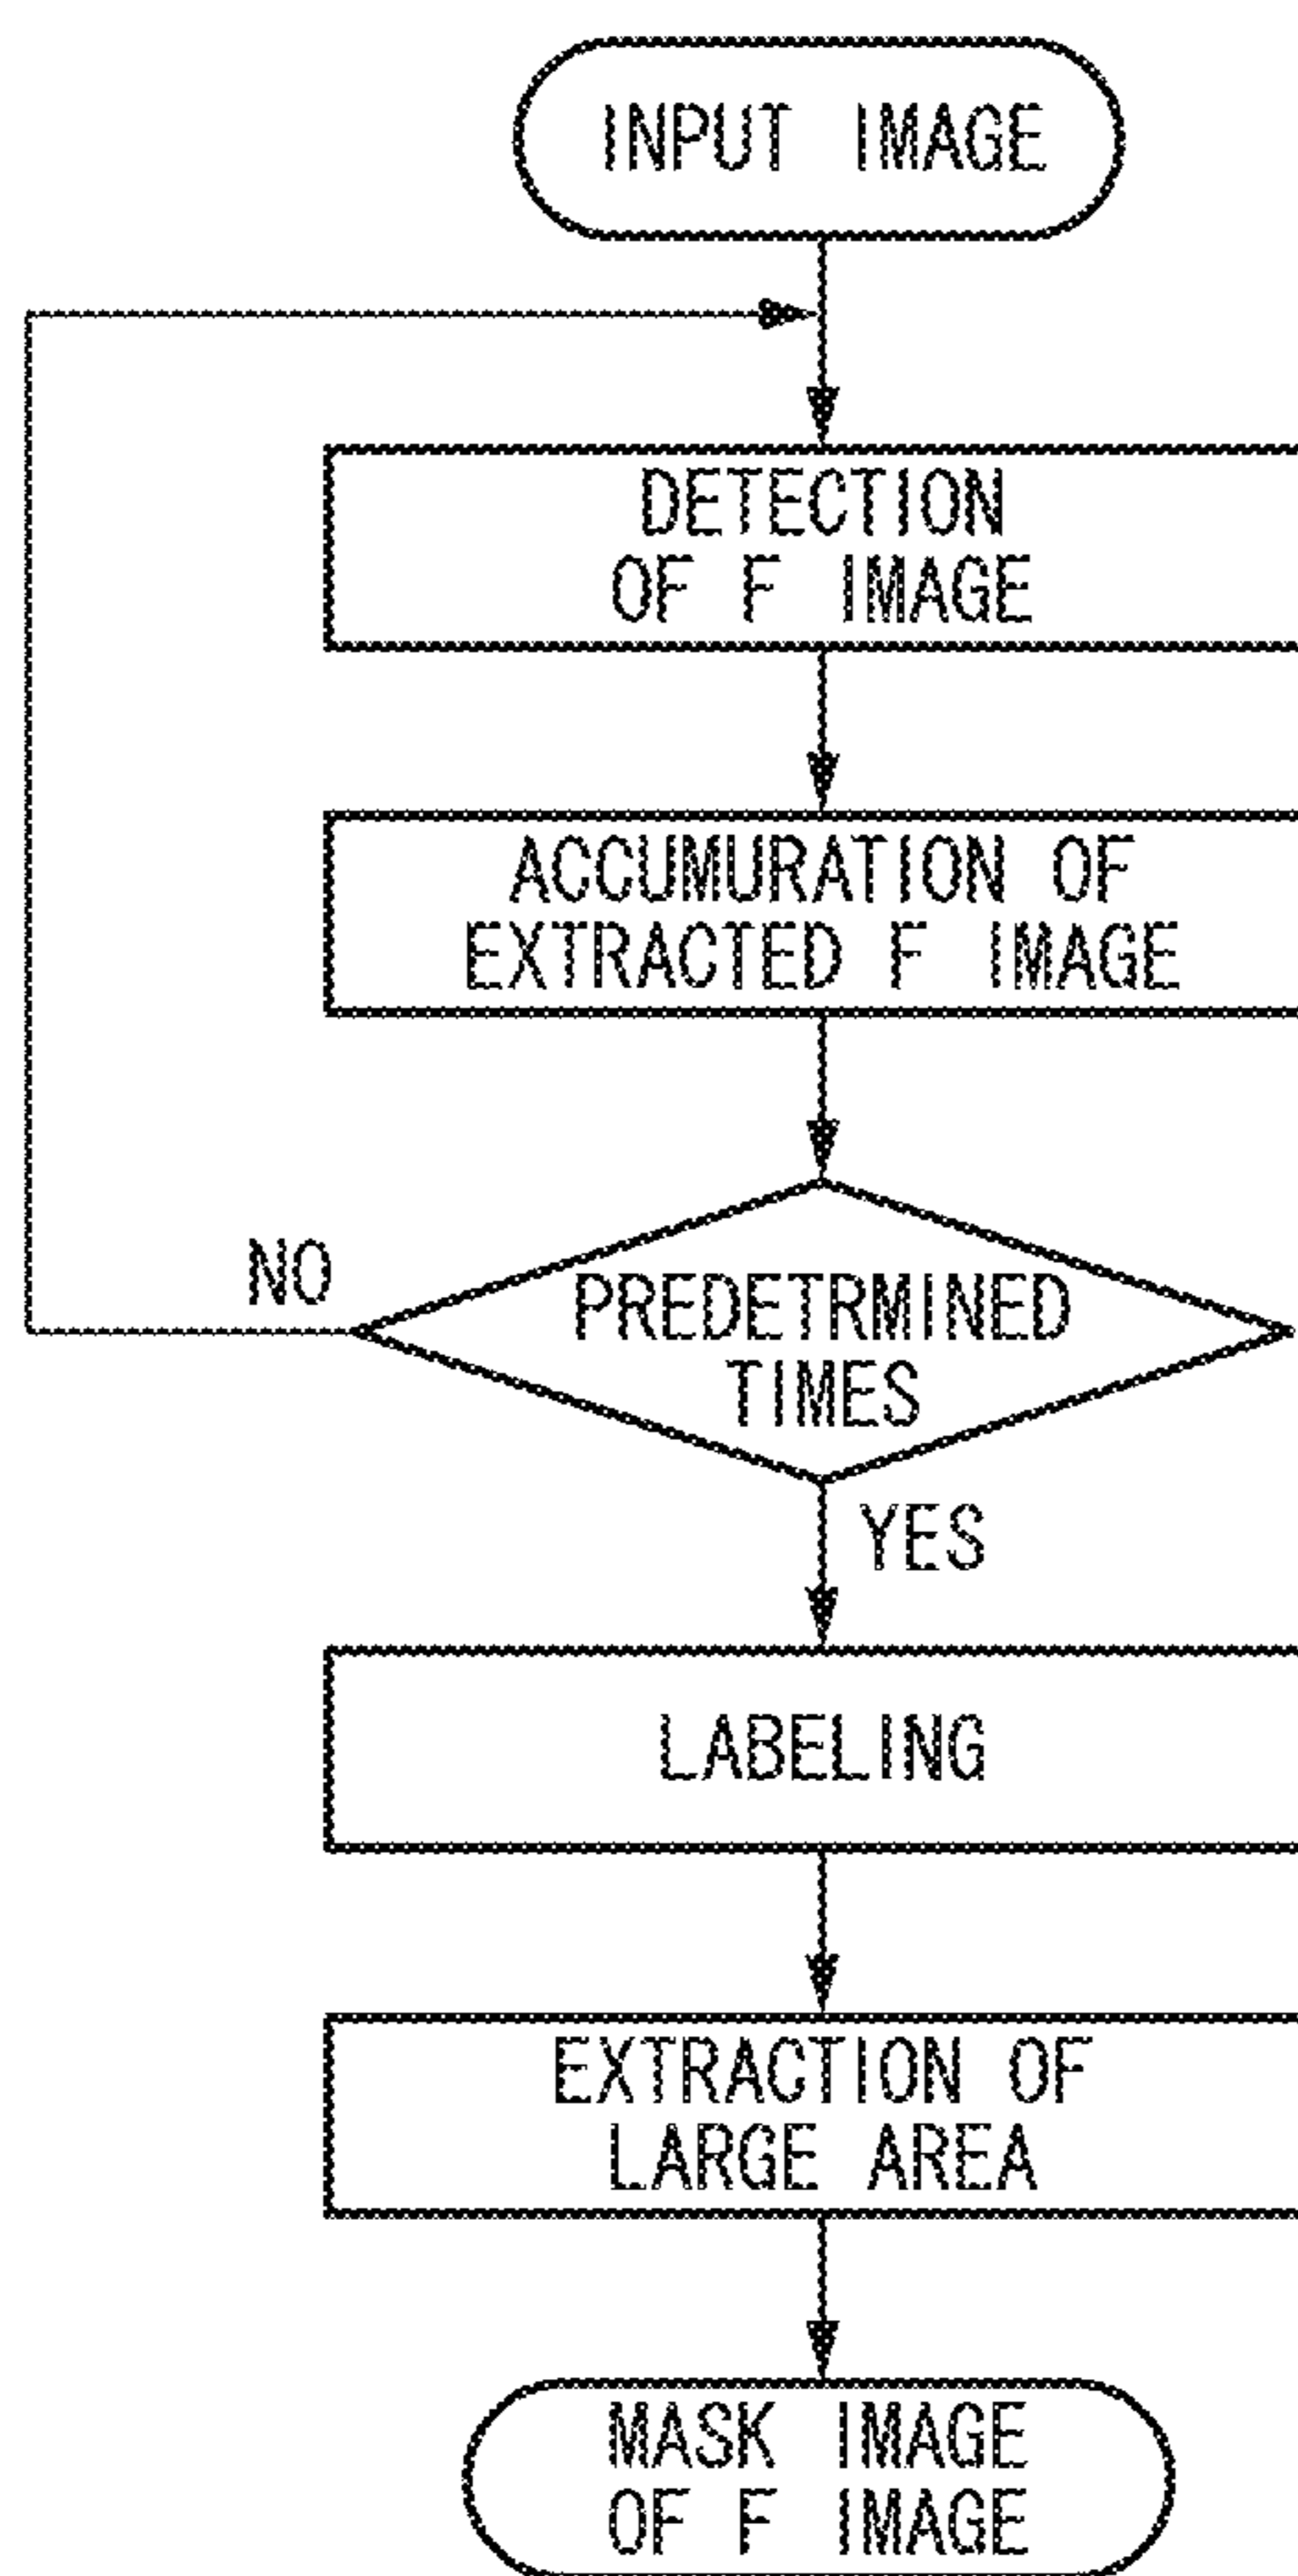 INPUT IMAGE
DETECTION
OF F IMAGE
ACCUMURATION OF
EXTRACTED F IMAGE
NO
PREDETRMINED
TIMES
YES
LABELING
EXTRACTION OF
LARGE AREA
MASK IMAGE
OF F IMAGE